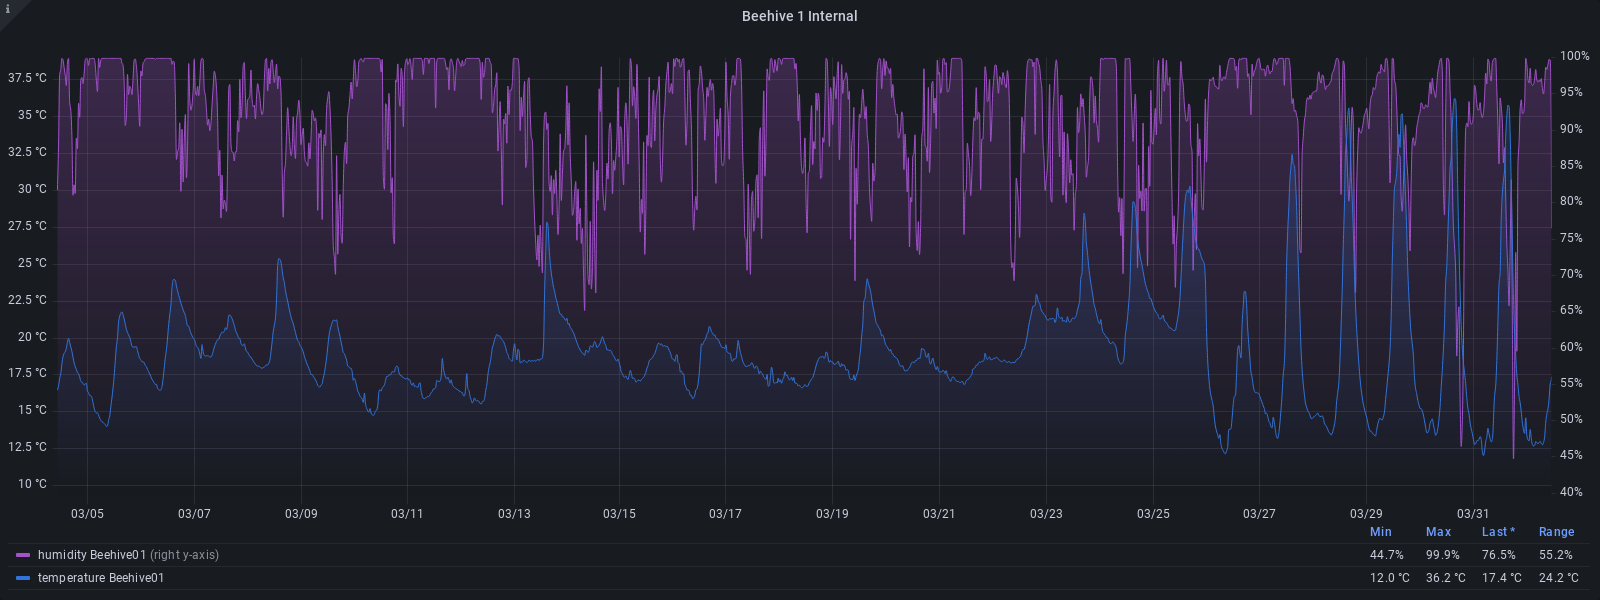 i
Beehive 1 Internal
37.5 °C
35 °C
32.5 °C
30 °C
27.5 °C
25 °C
22.5 °C
20 °C
17.5 °C
15 °C
12.5 °C
10 °C
100%
95%
90%
85%
80%
75%
70%
65%
60%
55%
50%
45%
40%
03/05 03/07 03/09 03/11 03/13 03/15 03/17 03/19 03/21 03/23 03/25 03/27 03/29 03/31
Min Max Last * Range
humidity Beehive01 (right y-axis) 44.7% 99.9% 76.5% 55.2%
temperature Beehive01 12.0 °C 36.2 °C 17.4 °C 24.2 °C